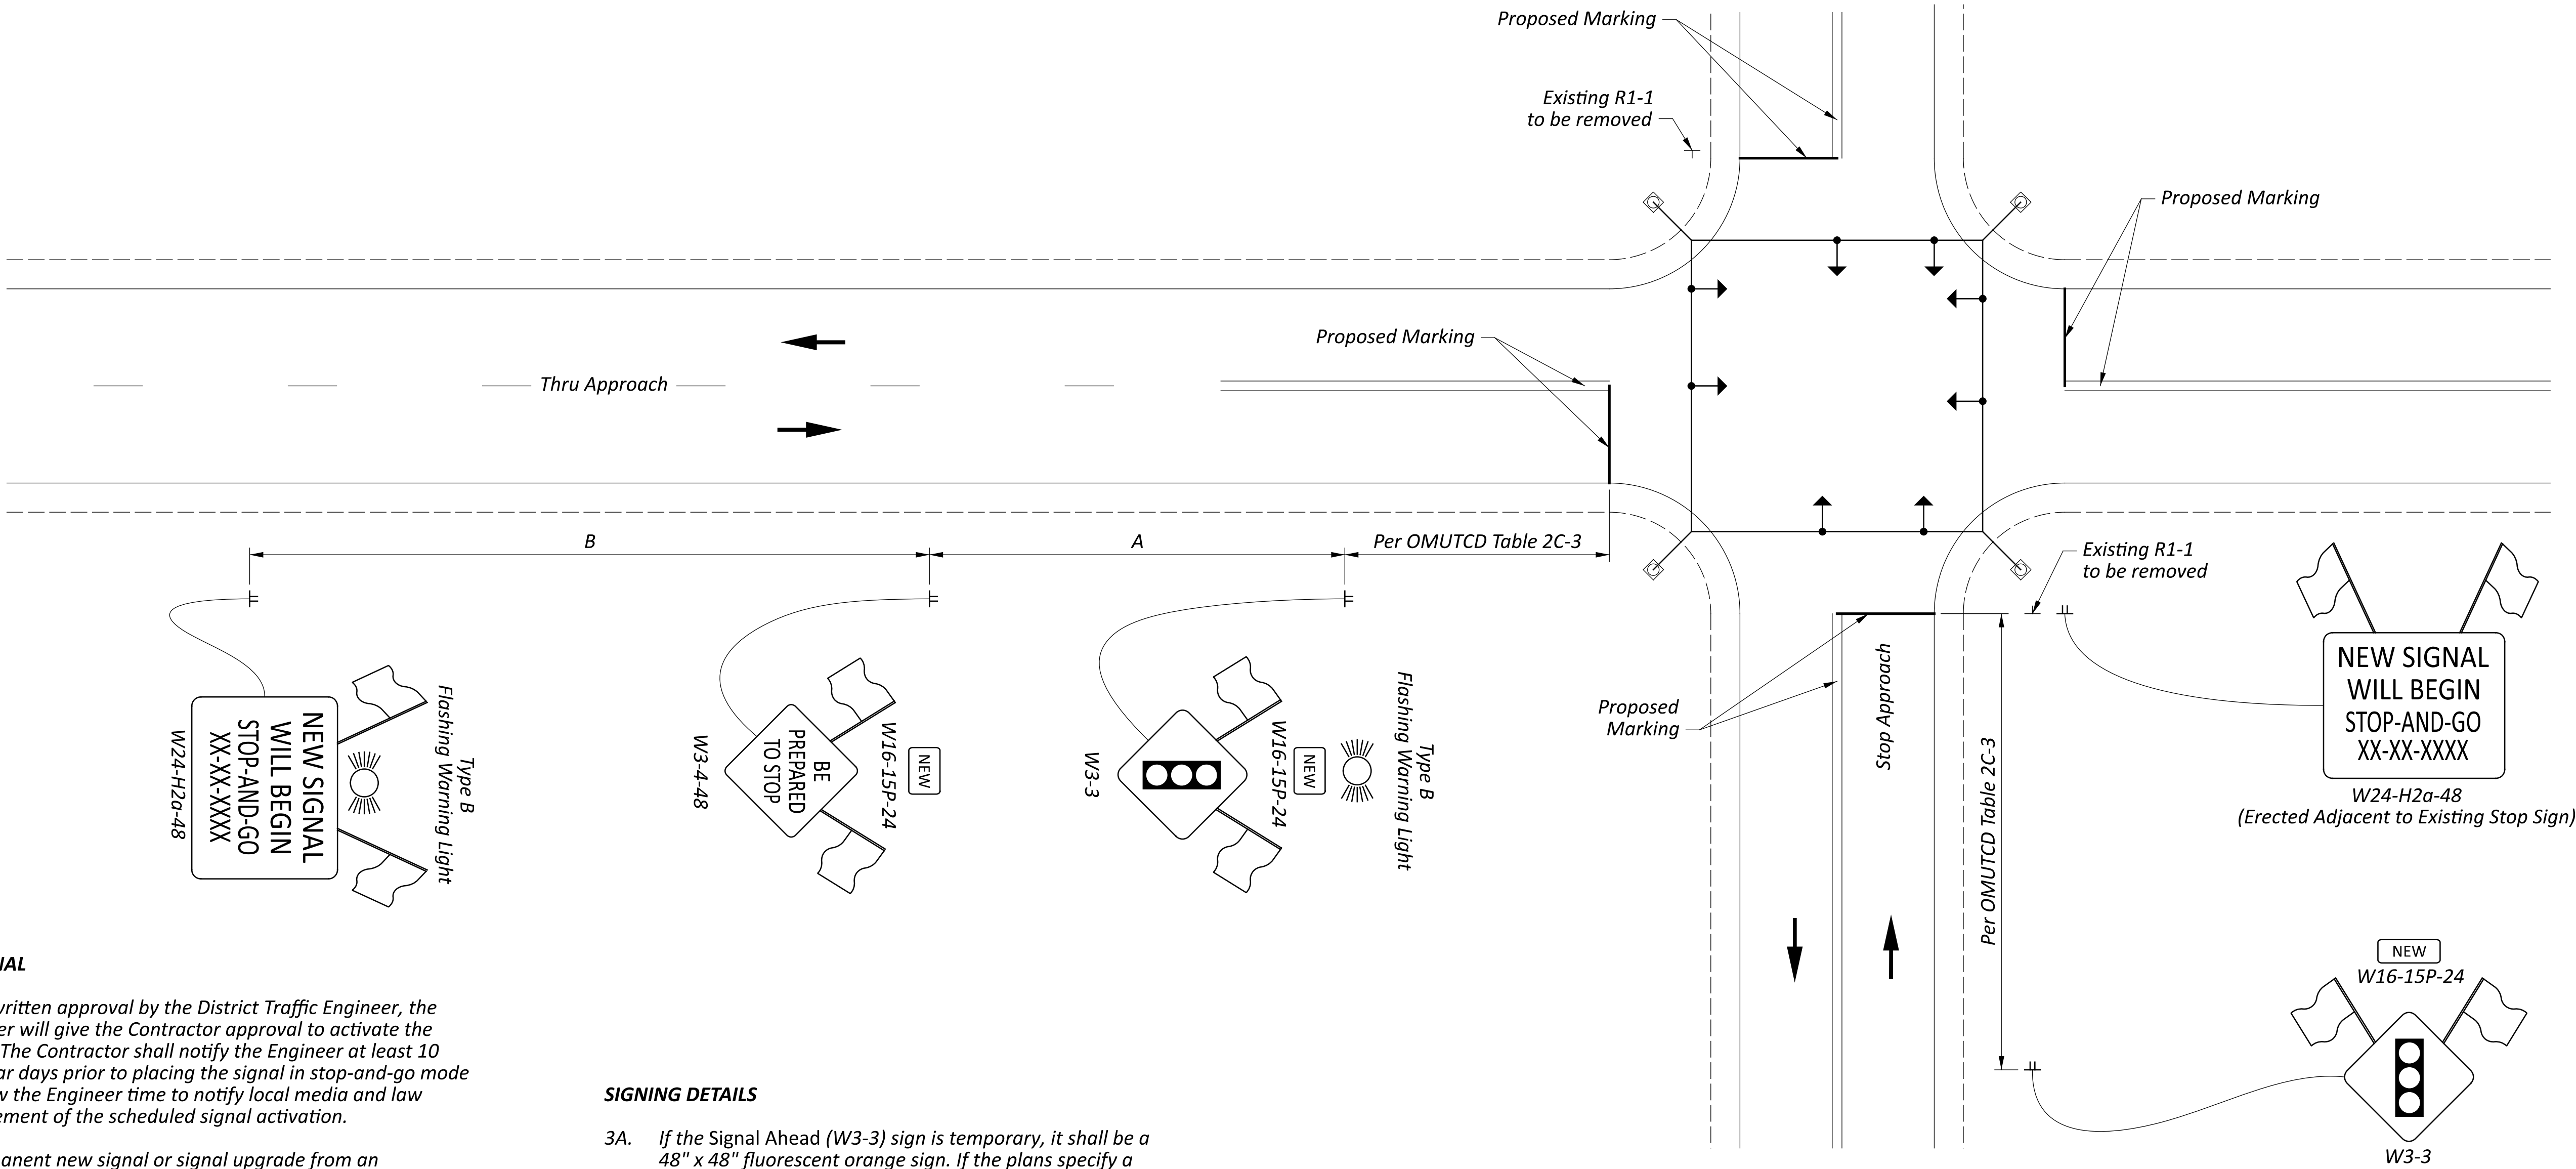 Proposed Marking
Existing R1-1
to be removed
Proposed Marking
Proposed Marking
Thru Approach
B
A
Per OMUTCD Table 2C-3
Existing R1-1
to be removed
Type B
Flashing Warning Light
NEW SIGNAL
WILL BEGIN
STOP-AND-GO
XX-XX-XXXX
W24-H2a-48
NEW
W16-15P-24
BE
PREPARED
TO STOP
W3-4-48
Type B
Flashing Warning Light
NEW
W16-15P-24
W3-3
Proposed
Marking
Stop Approach
Per OMUTCD Table 2C-3
NEW SIGNAL
WILL BEGIN
STOP-AND-GO
XX-XX-XXXX
W24-H2a-48
(Erected Adjacent to Existing Stop Sign)
NEW
W16-15P-24
W3-3
written approval by the District Traffic Engineer, the
will give the Contractor approval to activate the
The Contractor shall notify the Engineer at least 10
days prior to placing the signal in stop-and-go mode
the Engineer time to notify local media and law
of the scheduled signal activation.
new signal or signal upgrade from an
SIGNING DETAILS
3A. If the Signal Ahead (W3-3) sign is temporary, it shall be a
48" x 48" fluorescent orange sign. If the plans specify a